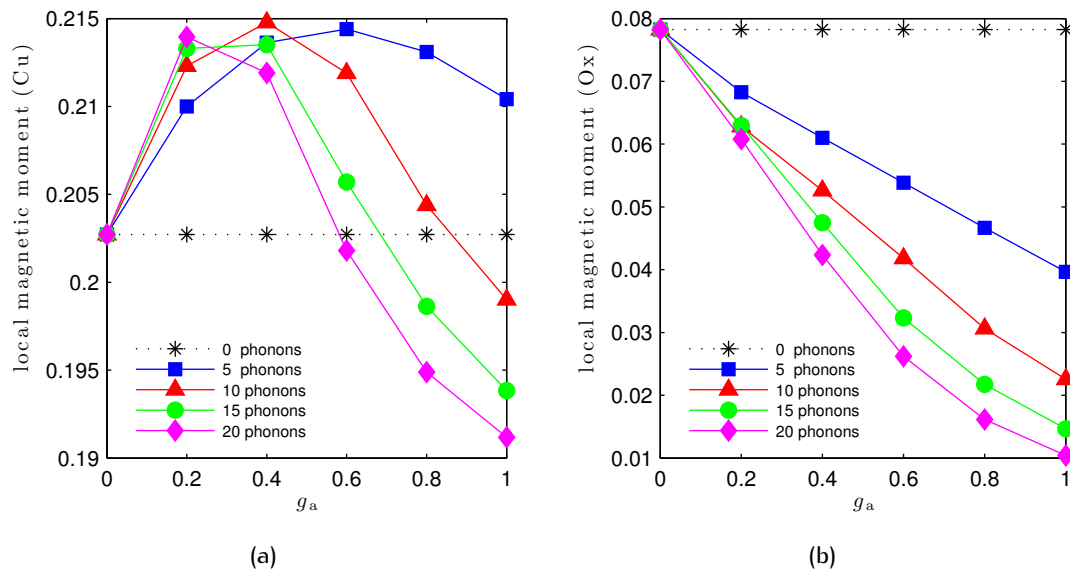 local magnetic moment (Cu)
0.215
0.21
0.205
0.2
0.195
0.19
0 phonons
5 phonons
10 phonons
15 phonons
20 phonons
0 0.2 0.4 0.6 0.8 1
ga
(a)
local magnetic moment (Ox)
0.08
0.07
0.06
0.05
0.04
0.03
0.02
0.01
0 phonons
5 phonons
10 phonons
15 phonons
20 phonons
0 0.2 0.4 0.6 0.8 1
ga
(b)